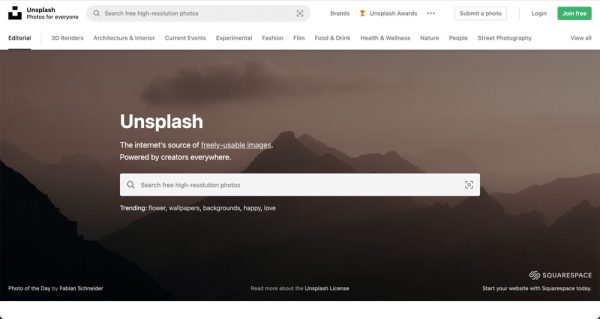 Unsplash
Photos for everyone
Search free high-resolution photos
Brands
Unsplash Awards
Submit a photo
Login
Join free
Editorial
3D Renders
Architecture & Interior
Current Events
Experimental
Fashion
Film
Food & Drink
Health & Wellness
Nature
People
Street Photography
View all
Unsplash
The internet's source of freely-usable images.
Powered by creators everywhere.
Search free high-resolution photos
Trending: flower, wallpapers, backgrounds, happy, love
SQUARESPACE
Photo of the Day by Fabian Schneider
Read more about the Unsplash License
Start your website with Squarespace today.